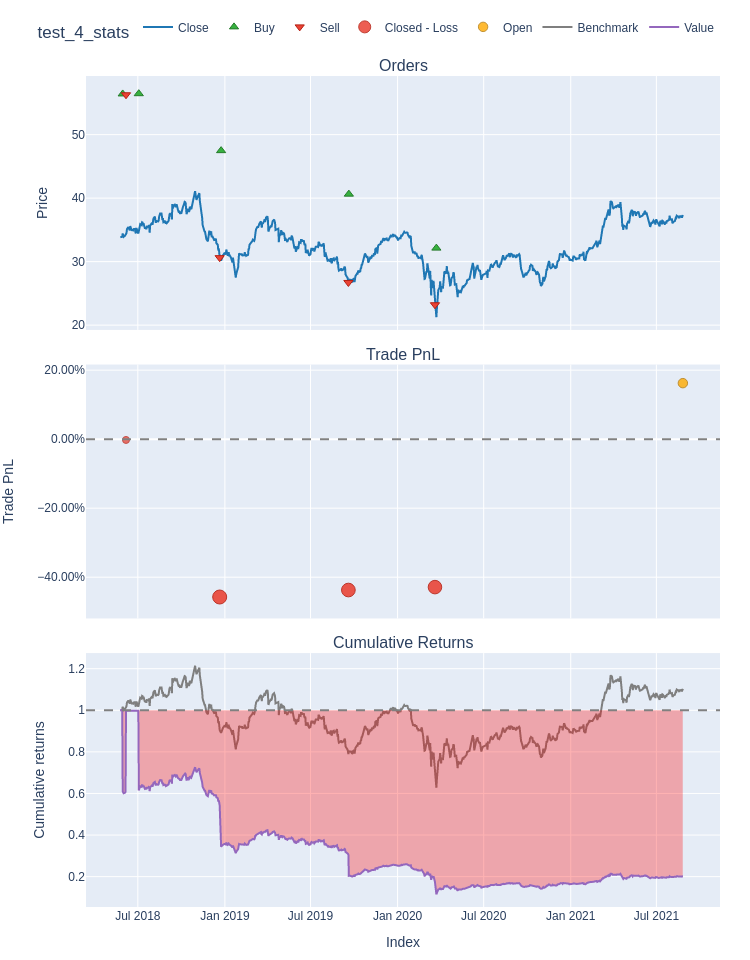 test_4_stats
Close Buy Sell Closed - Loss Open Benchmark Value
Orders
50
40
30
20
Price
Trade PnL
20.00%
0.00%
−20.00%
−40.00%
Trade PnL
Cumulative Returns
1.2
1
0.8
0.6
0.4
0.2
Cumulative returns
Jul 2018 Jan 2019 Jul 2019 Jan 2020 Jul 2020 Jan 2021 Jul 2021
Index